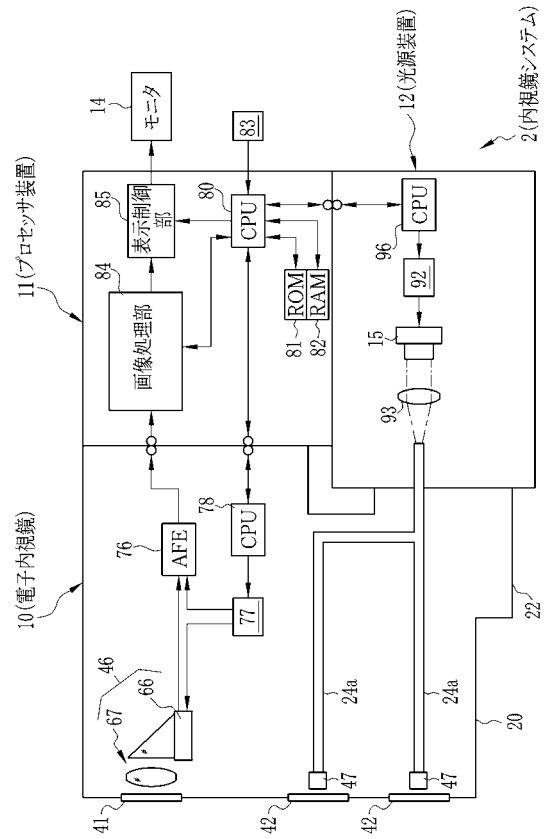 2(内視鏡システム)
10(電子内視鏡)
11(プロセッサ装置)
12(光源装置)
46
67
66
76
AFE
77
78
CPU
84
画像処理部
85
表示制御部
14
モニタ
80
CPU
83
ROM
RAM
81
82
96
CPU
92
15
93
41
42
42
47
47
24a
24a
20
22